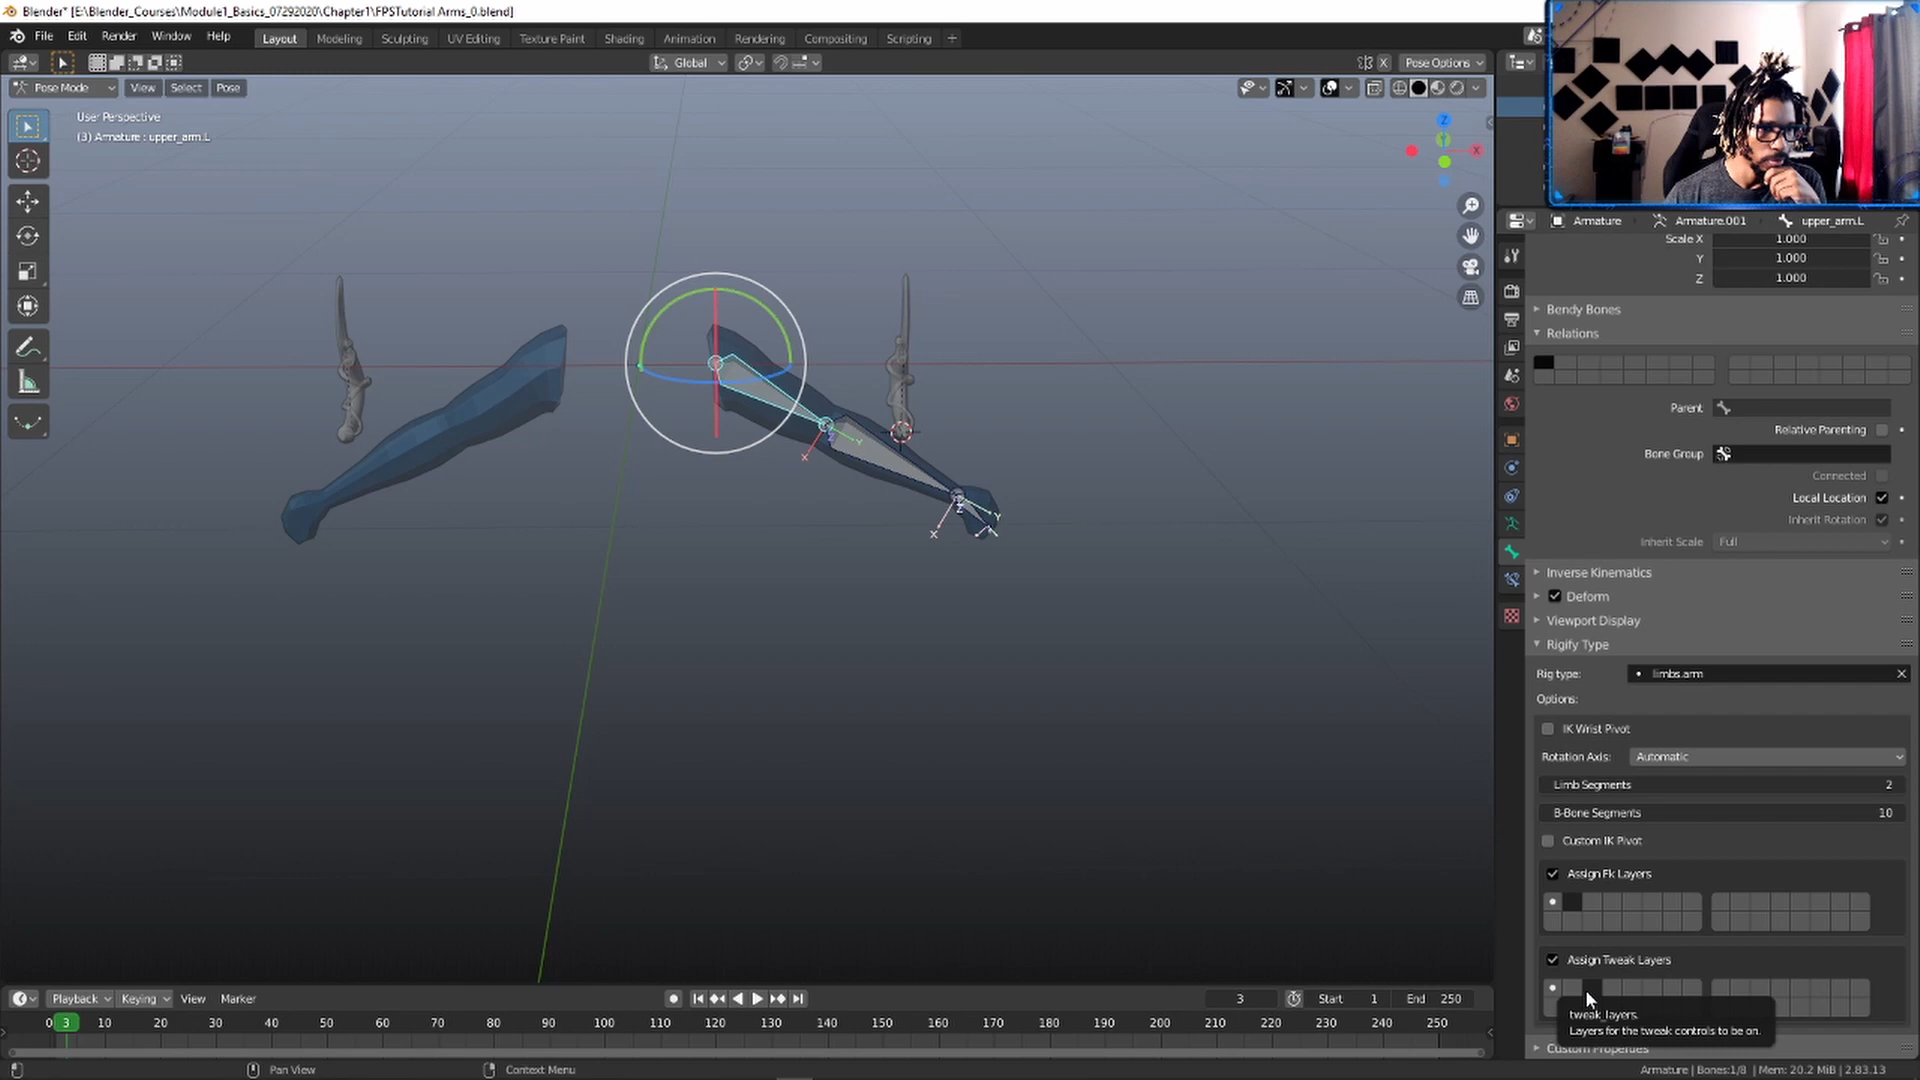 Blender* [E:\Blender_Courses\Module1_Basics_07292020\Chapter1\FPSTutorial Arms_0.blend]
File Edit Render Window Help Layout Modeling Sculpting UV Editing Texture Paint Shading Animation Rendering Compositing Scripting +
Global X Pose Options
Pose Mode View Select Pose
User Perspective
(3) Armature : upper_arm.L
Z
X
Armature Armature.001 upper_arm.L
Scale X 1.000
Y 1.000
Z 1.000
Bendy Bones
Relations
Parent
Relative Parenting
Bone Group
Connected
Local Location
Inherit Rotation
Inherit Scale Full
Inverse Kinematics
Deform
Viewport Display
Rigify Type
Rig type: limbs.arm
Options:
IK Wrist Pivot
Rotation Axis: Automatic
Limb Segments 2
B-Bone Segments 10
Custom IK Pivot
Assign Fk Layers
Assign Tweak Layers
tweak_layers.
Layers for the tweak controls to be on.
Custom Properties
Z Y
X
Z Y
X
Playback Keying View Marker 3 Start 1 End 250
0 3 10 20 30 40 50 60 70 80 90 100 110 120 130 140 150 160 170 180 190 200 210 220 230 240 250
Pan View Context Menu Armature | Bones:1/8 | Mem: 20.2 MiB | 2.83.13